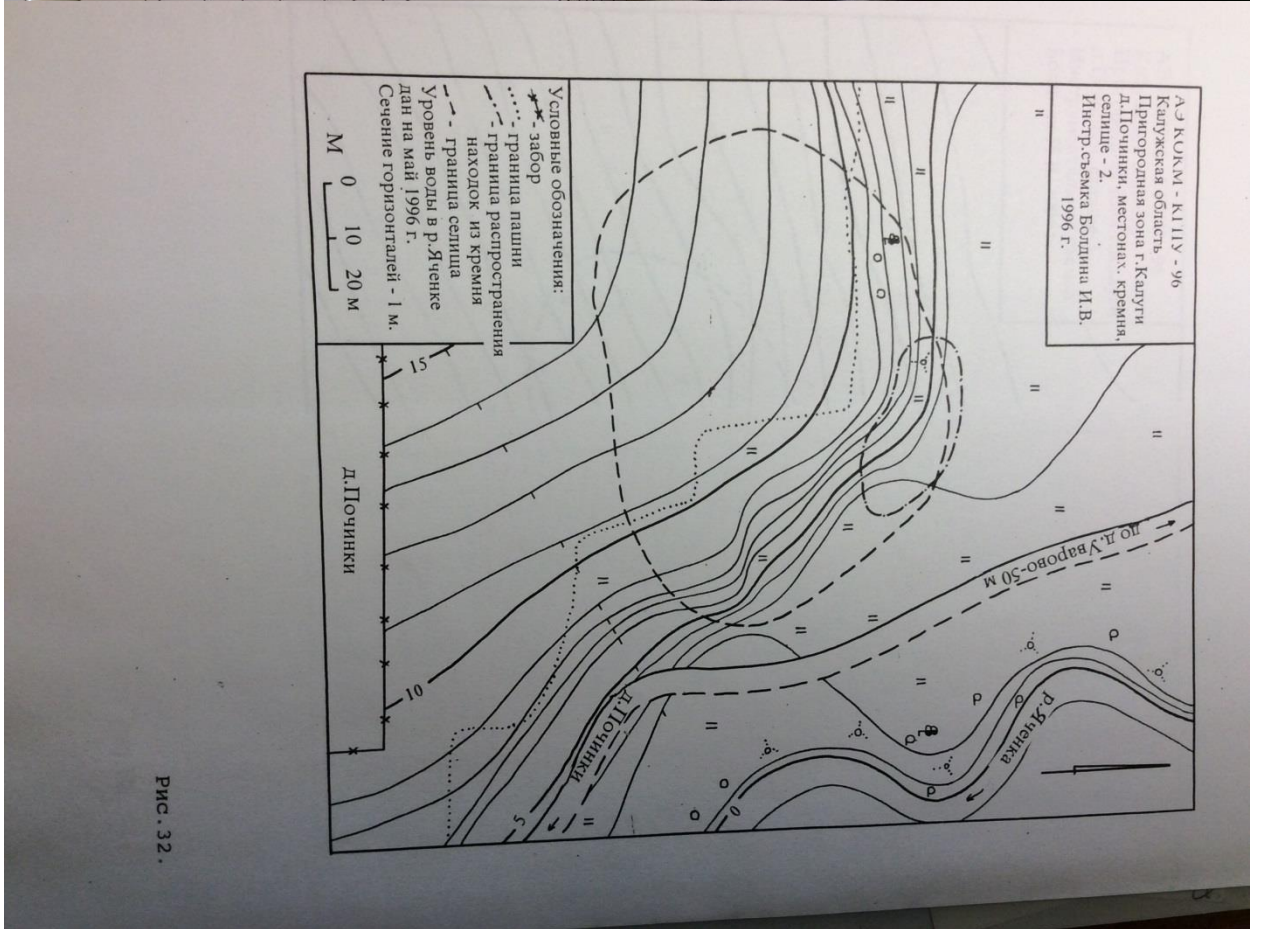 АЭ КОКМ - КГПУ - 96
Калужская область
Пригородная зона г.Калуги
д.Починки, местонах. кремня,
селище - 2.
Инстр.съемка Болдина И.В.
1996 г.
до д.Уварово-50 м
р.Яченка
0
д.Починки
5
10
15
д.Починки
Условные обозначения:
- забор
- граница пашни
- граница распространения
находок из кремня
- граница селища
Уровень воды в р.Яченке
дан на май 1996 г.
Сечение горизонталей - 1 м.
М 0 10 20 м
Рис.32.